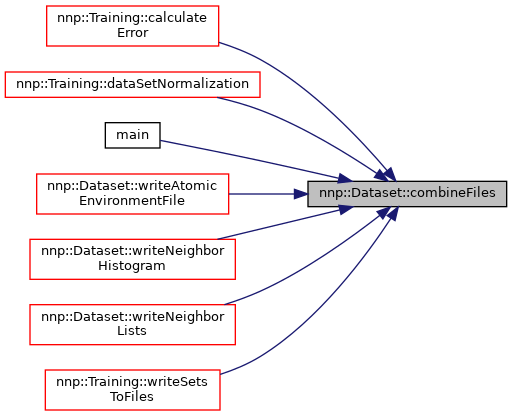 nnp::Training::calculate
Error
nnp::Training::dataSetNormalization
main
nnp::Dataset::combineFiles
nnp::Dataset::writeAtomic
EnvironmentFile
nnp::Dataset::writeNeighbor
Histogram
nnp::Dataset::writeNeighbor
Lists
nnp::Training::writeSets
ToFiles